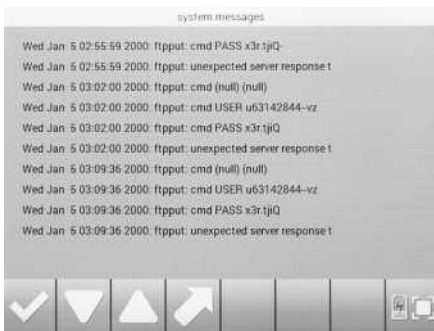 system messages
Wed Jan 5 02:55:59 2000: ftpput: cmd PASS x3r.tjiQ-
Wed Jan 5 02:55:59 2000: ftpput: unexpected server response t
Wed Jan 5 03:02:00 2000: ftpput: cmd (null) (null)
Wed Jan 5 03:02:00 2000: ftpput: cmd USER u63142844-vz
Wed Jan 5 03:02:00 2000: ftpput: cmd PASS x3r.tjiQ
Wed Jan 5 03:02:00 2000: ftpput: unexpected server response t
Wed Jan 5 03:09:36 2000: ftpput: cmd (null) (null)
Wed Jan 5 03:09:36 2000: ftpput: cmd USER u63142844-vz
Wed Jan 5 03:09:36 2000: ftpput: cmd PASS x3r.tjiQ
Wed Jan 5 03:09:36 2000: ftpput: unexpected server response t